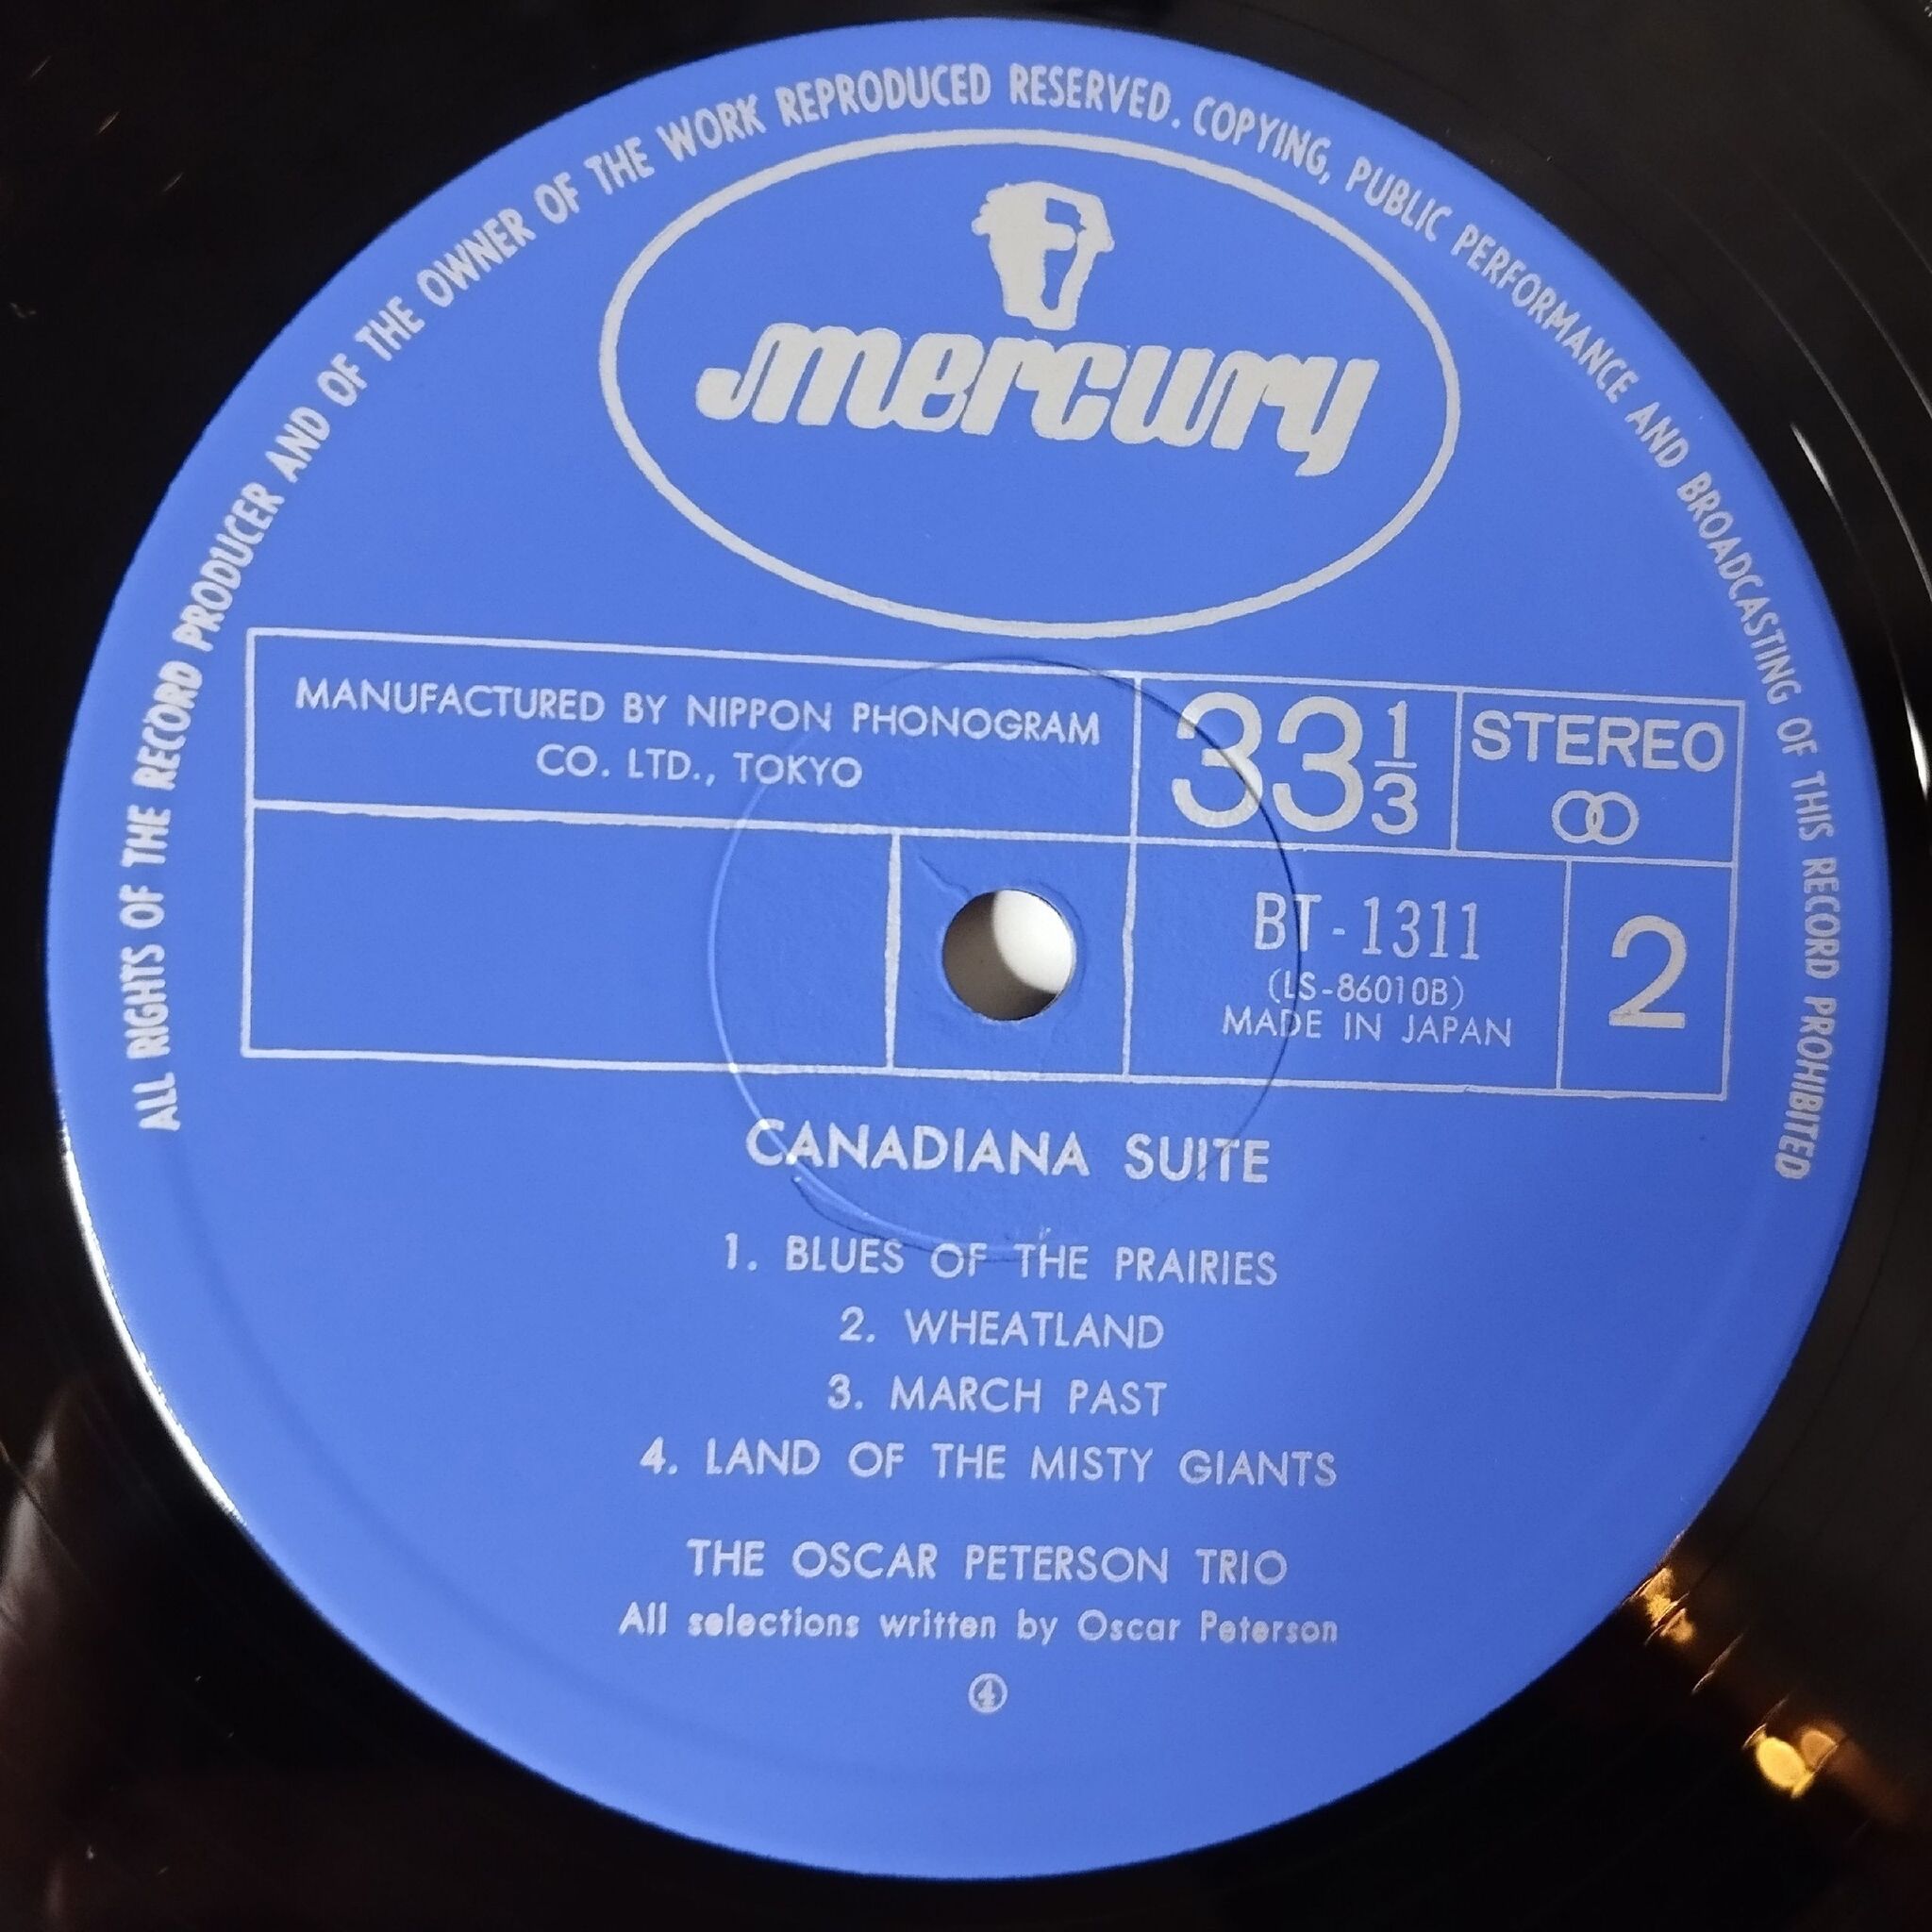 ALL RIGHTS OF THE RECORD PRODUCER AND OF THE OWNER OF THE WORK REPRODUCED RESERVED. COPYING, PUBLIC PERFORMANCE AND BROADCASTING OF THIS RECORD PROHIBITED
mercury
MANUFACTURED BY NIPPON PHONOGRAM
CO. LTD., TOKYO
33 1/3
STEREO
BT-1311
(LS-86010B)
MADE IN JAPAN
2
CANADIANA SUITE
1. BLUES OF THE PRAIRIES
2. WHEATLAND
3. MARCH PAST
4. LAND OF THE MISTY GIANTS
THE OSCAR PETERSON TRIO
All selections written by Oscar Peterson
④